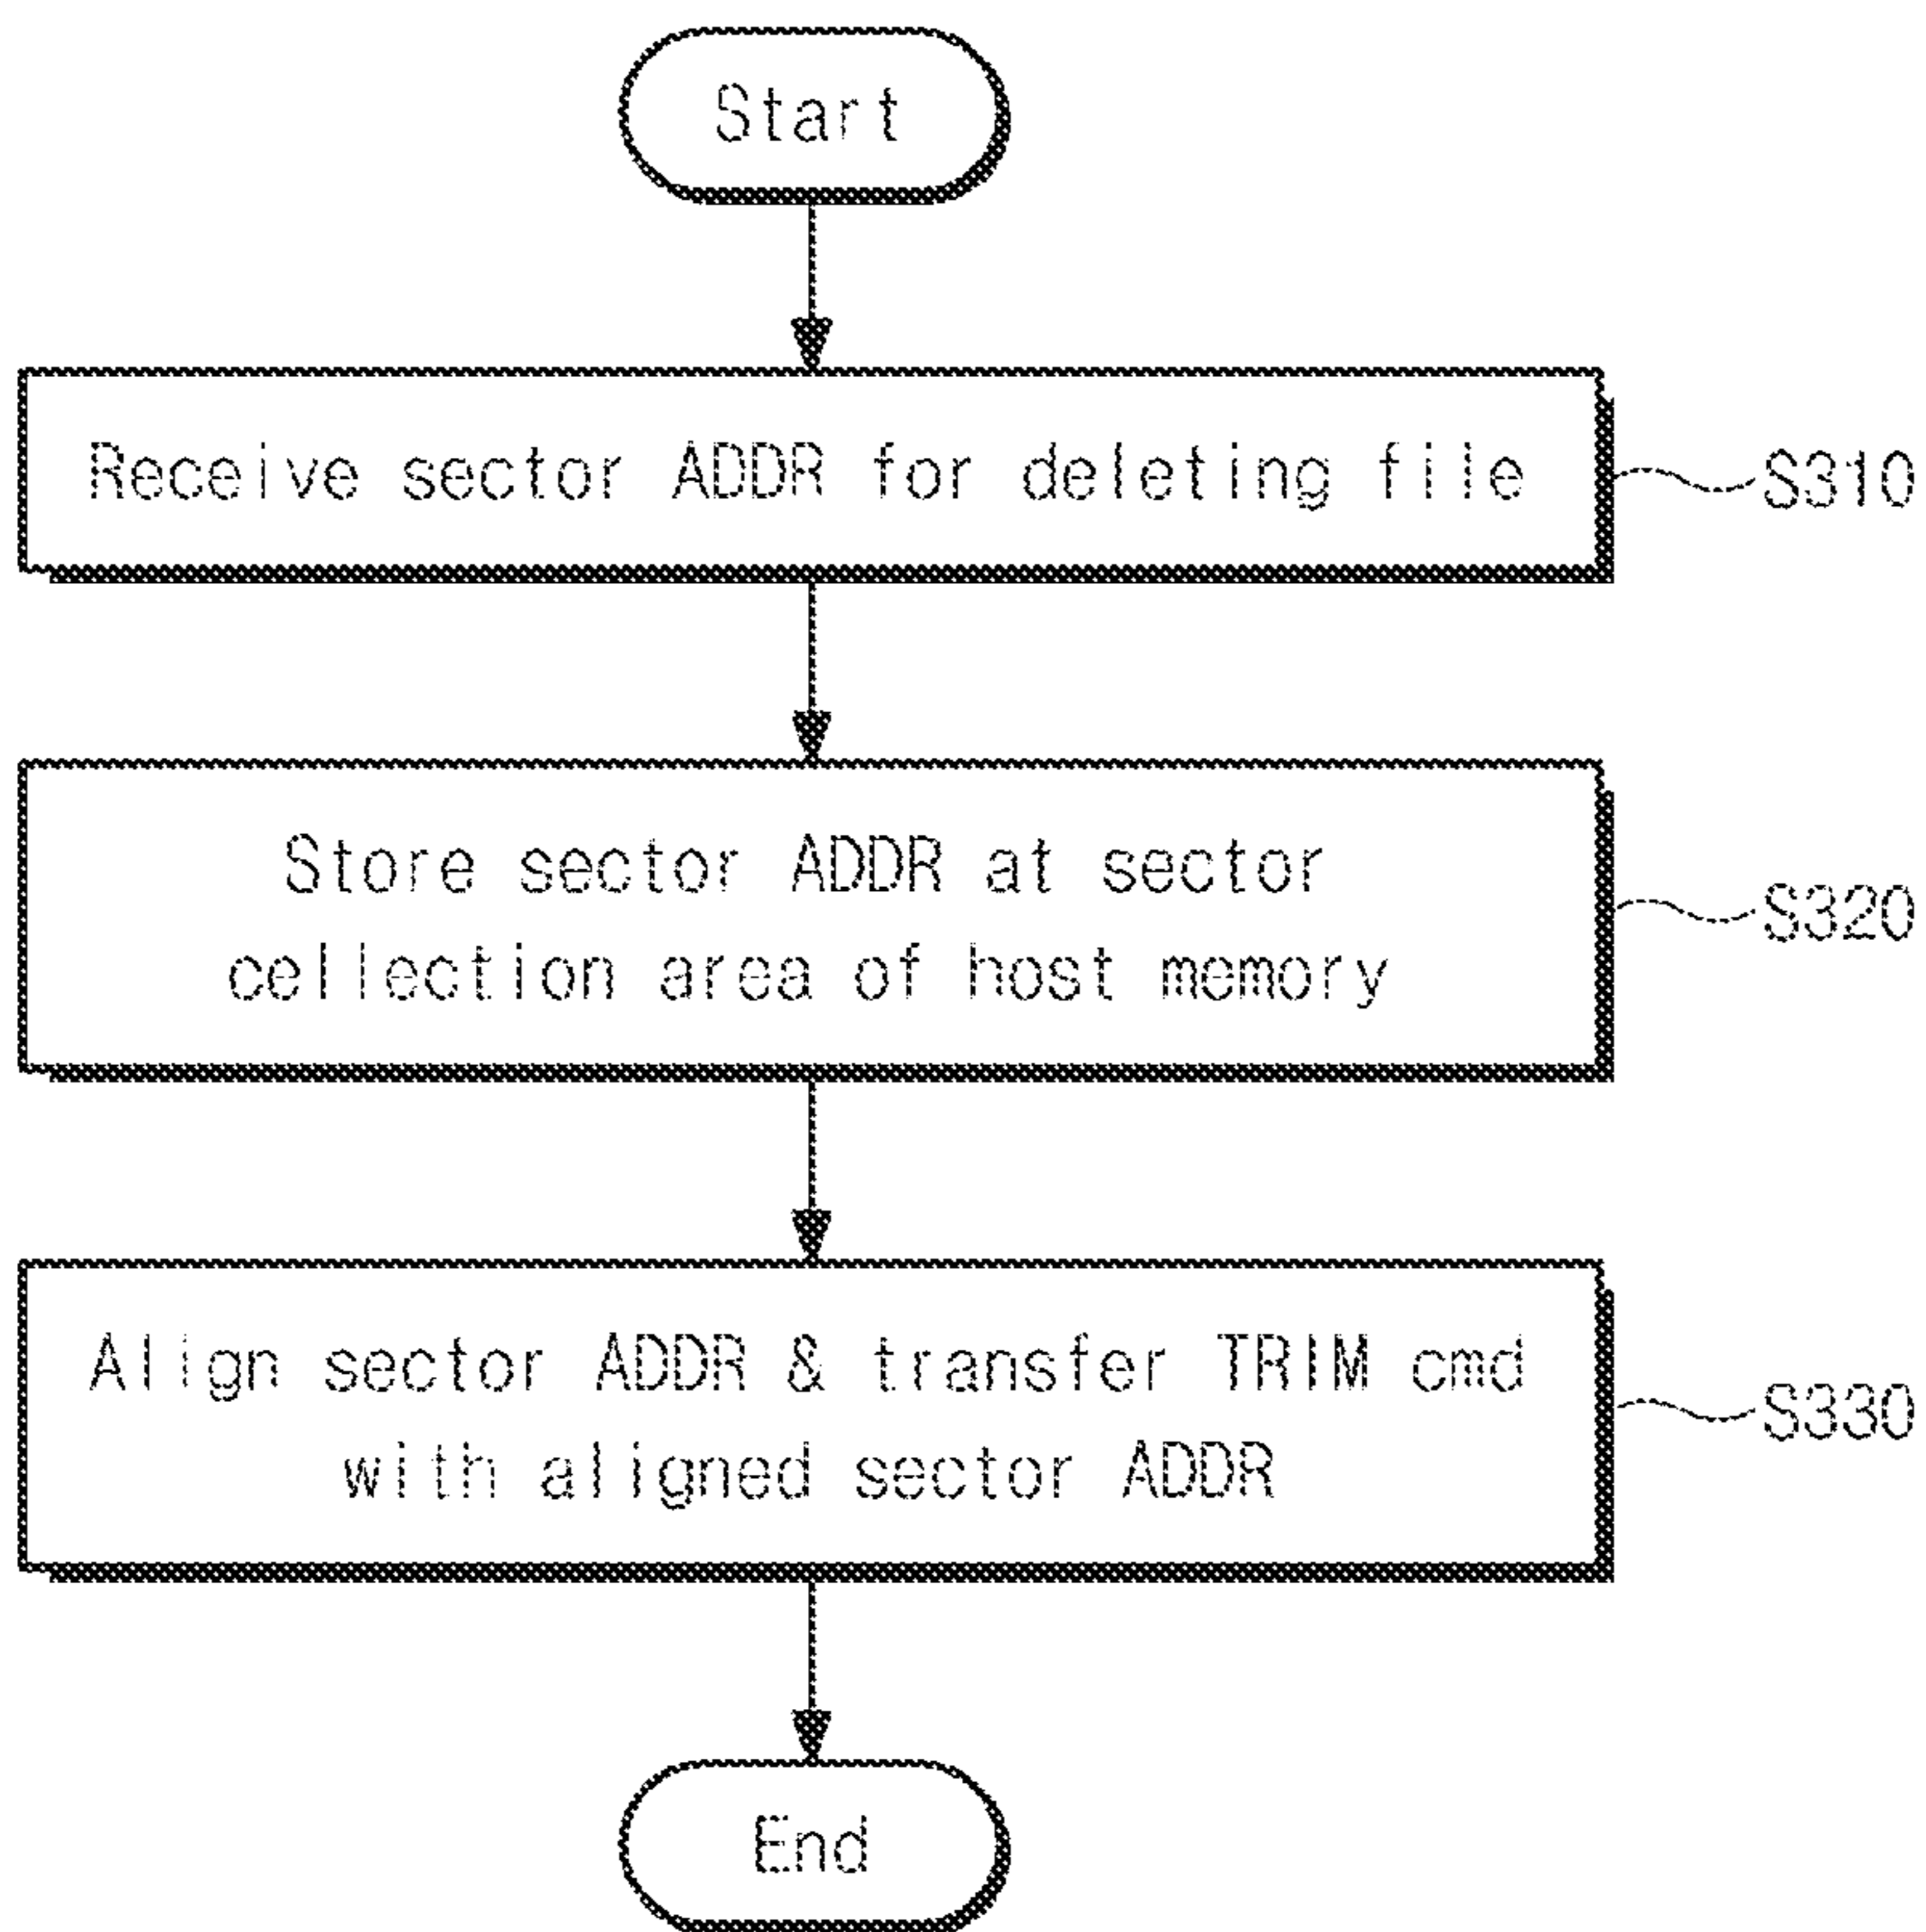 Start
Receive sector ADDR for deleting file
S310
Store sector ADDR at sector
cellection area of host memory
S320
Align sector ADDR & transfer TRIM cmd
with aligned sector ADDR
S330
End